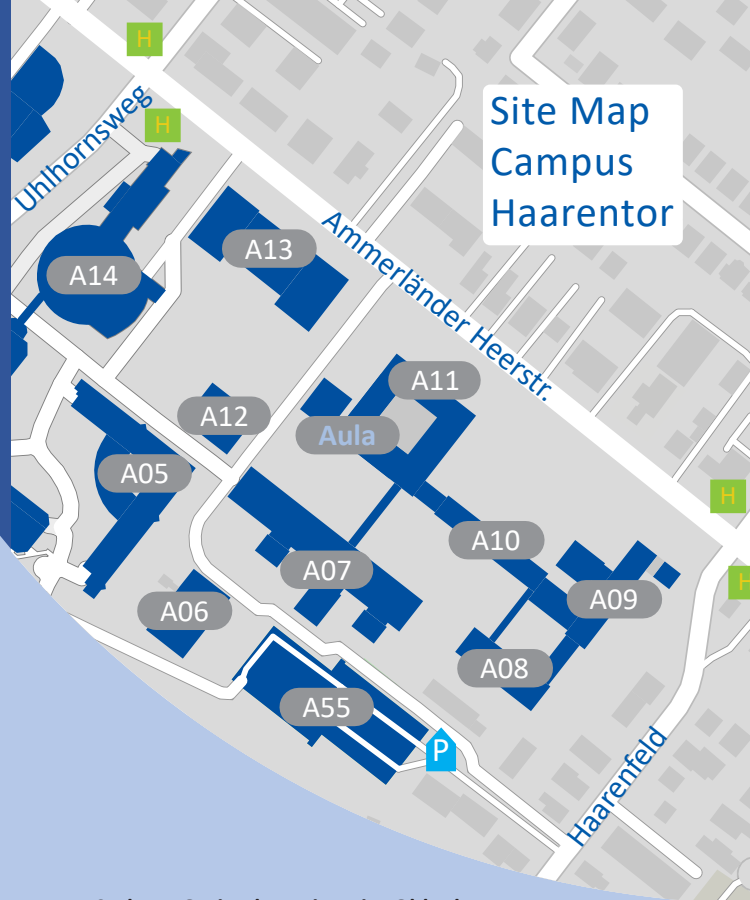 H
H
Uhlhornsweg
Site Map
Campus
Haarentor
Ammerländer Heerstr.
A13
A14
A11
A12
Aula
A05
H
A10
A07
H
A09
A06
A08
A55
P
Haarenfeld